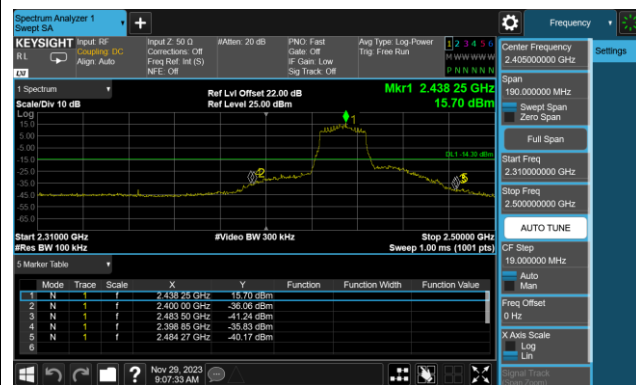 Spectrum Analyzer 1
Swept SA
Frequency
KEYSIGHT
RL
LXI
Input: RF
Coupling: DC
Align: Auto
Input Z: 50 Ω
Corrections: Off
Freq Ref: Int (S)
NFE: Off
#Atten: 20 dB
PNO: Fast
Gate: Off
IF Gain: Low
Sig Track: Off
Avg Type: Log-Power
Trig: Free Run
1 2 3 4 5 6
M W W W W W
P N N N N N
Center Frequency
2.405000000 GHz
Settings
Span
190.000000 MHz
Swept Span
Zero Span
Full Span
Start Freq
2.310000000 GHz
Stop Freq
2.500000000 GHz
AUTO TUNE
CF Step
19.000000 MHz
Auto
Man
Freq Offset
0 Hz
X Axis Scale
Log
Lin
Signal Track
(Span Zoom)
1 Spectrum
Scale/Div 10 dB
Ref Lvl Offset 22.00 dB
Ref Level 25.00 dBm
Mkr1 2.438 25 GHz
15.70 dBm
Log
15.0
5.00
-5.00
-15.0
-25.0
-35.0
-45.0
-55.0
-65.0
1
2
DL1 -14.30 dBm
Start 2.31000 GHz
#Res BW 100 kHz
#Video BW 300 kHz
Stop 2.50000 GHz
Sweep 1.00 ms (1001 pts)
5 Marker Table
Mode Trace Scale X Y Function Function Width Function Value
1 N 1 f 2.438 25 GHz 15.70 dBm
2 N 1 f 2.400 00 GHz -36.06 dBm
3 N 1 f 2.483 50 GHz -41.24 dBm
4 N 1 f 2.398 85 GHz -35.83 dBm
5 N 1 f 2.484 27 GHz -40.17 dBm
6
?
Nov 29, 2023
9:07:33 AM